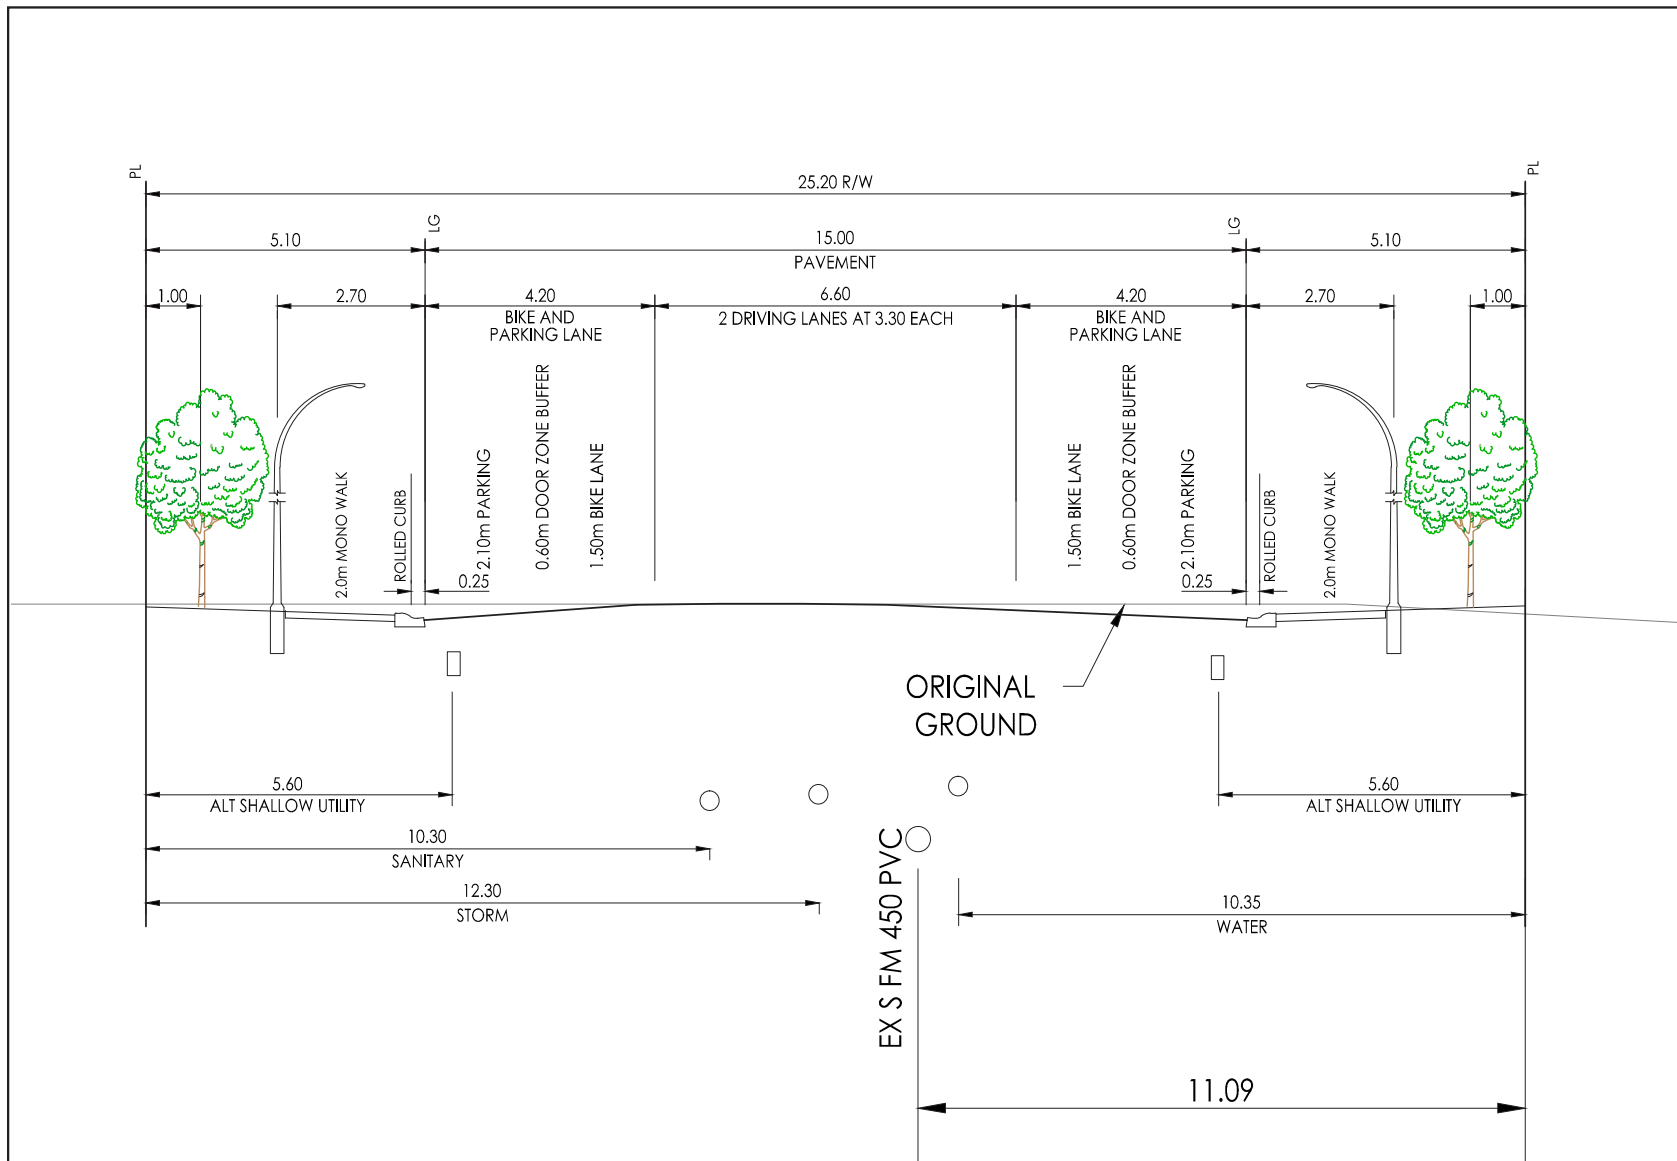 PL
PL
25.20 R/W
LG
LG
5.10
15.00
5.10
PAVEMENT
1.00
2.70
4.20
6.60
4.20
2.70
1.00
BIKE AND
PARKING LANE
2 DRIVING LANES AT 3.30 EACH
BIKE AND
PARKING LANE
2.0m MONO WALK
ROLLED CURB
2.10m PARKING
0.60m DOOR ZONE BUFFER
1.50m BIKE LANE
1.50m BIKE LANE
0.60m DOOR ZONE BUFFER
2.10m PARKING
ROLLED CURB
2.0m MONO WALK
0.25
0.25
ORIGINAL
GROUND
5.60
ALT SHALLOW UTILITY
5.60
ALT SHALLOW UTILITY
10.30
SANITARY
12.30
STORM
EX S FM 450 PVC
10.35
WATER
11.09